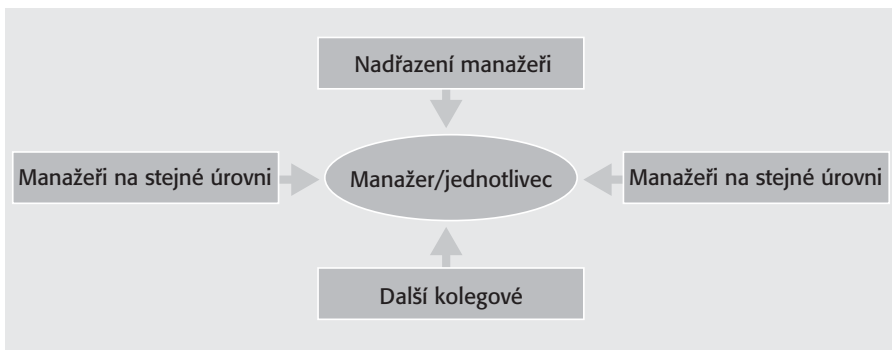 Nadřazení manažeři
Manažeři na stejné úrovni
Manažer/jednotlivec
Manažeři na stejné úrovni
Další kolegové